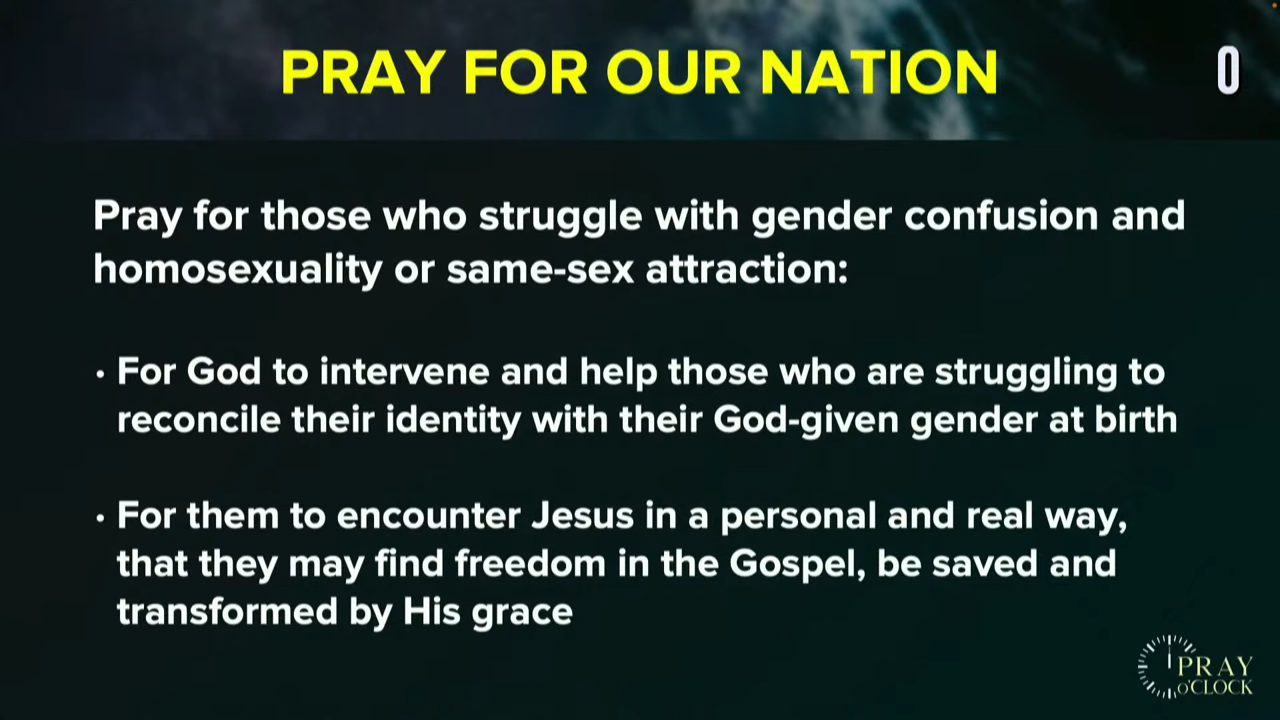 PRAY FOR OUR NATION
0
Pray for those who struggle with gender confusion and
homosexuality or same-sex attraction:
• For God to intervene and help those who are struggling to
reconcile their identity with their God-given gender at birth
• For them to encounter Jesus in a personal and real way,
that they may find freedom in the Gospel, be saved and
transformed by His grace
PRAY
O'CLOCK